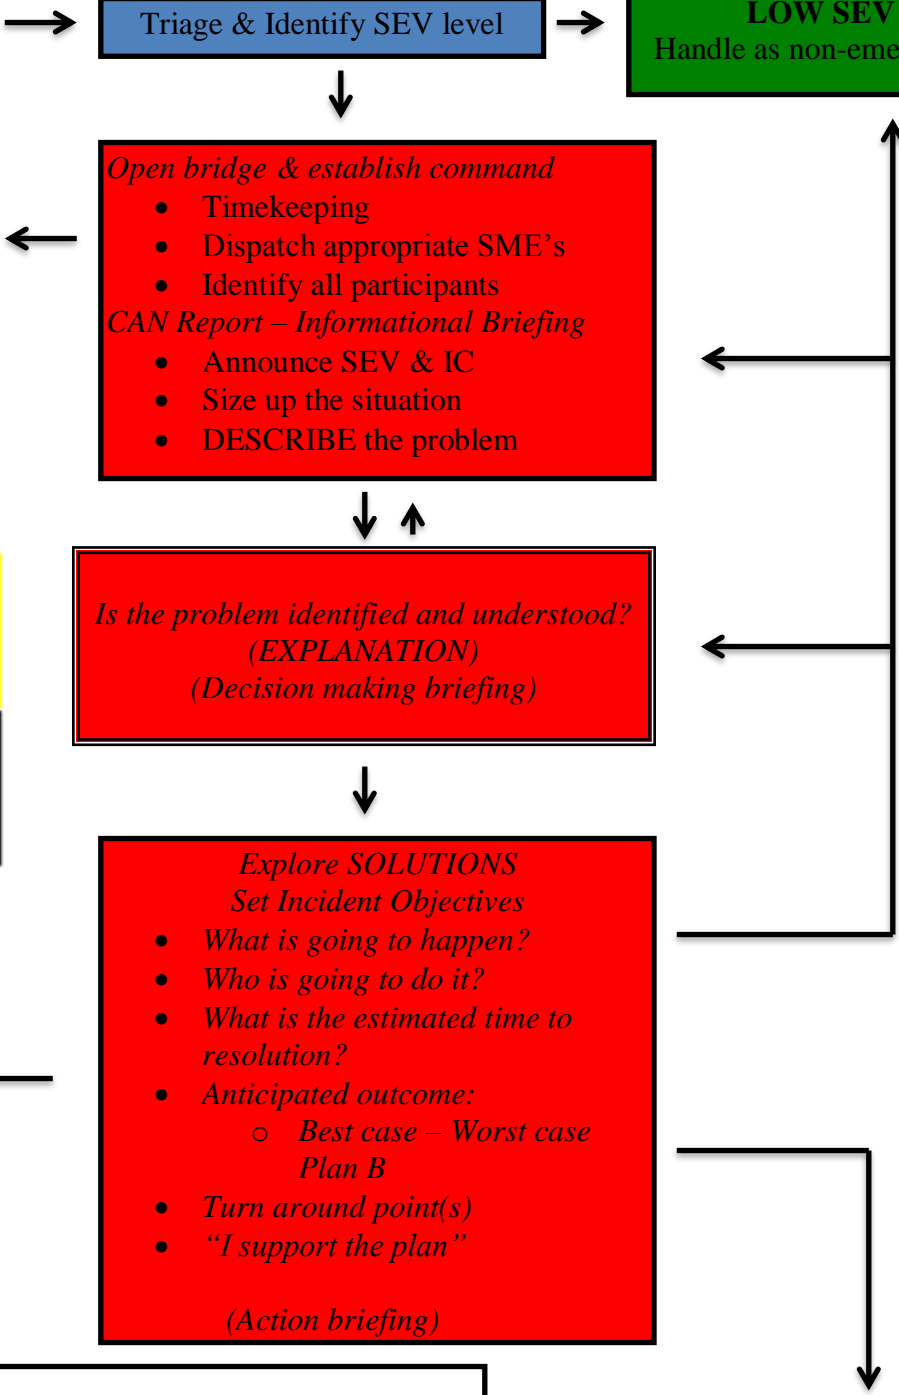 Triage & Identify SEV level
LOW SEV
Handle as non-eme
Open bridge & establish command
• Timekeeping
• Dispatch appropriate SME’s
• Identify all participants
CAN Report – Informational Briefing
• Announce SEV & IC
• Size up the situation
• DESCRIBE the problem
Is the problem identified and understood?
(EXPLANATION)
(Decision making briefing)
Explore SOLUTIONS
Set Incident Objectives
• What is going to happen?
• Who is going to do it?
• What is the estimated time to
resolution?
• Anticipated outcome:
o Best case – Worst case
Plan B
• Turn around point(s)
• “I support the plan”
(Action briefing)